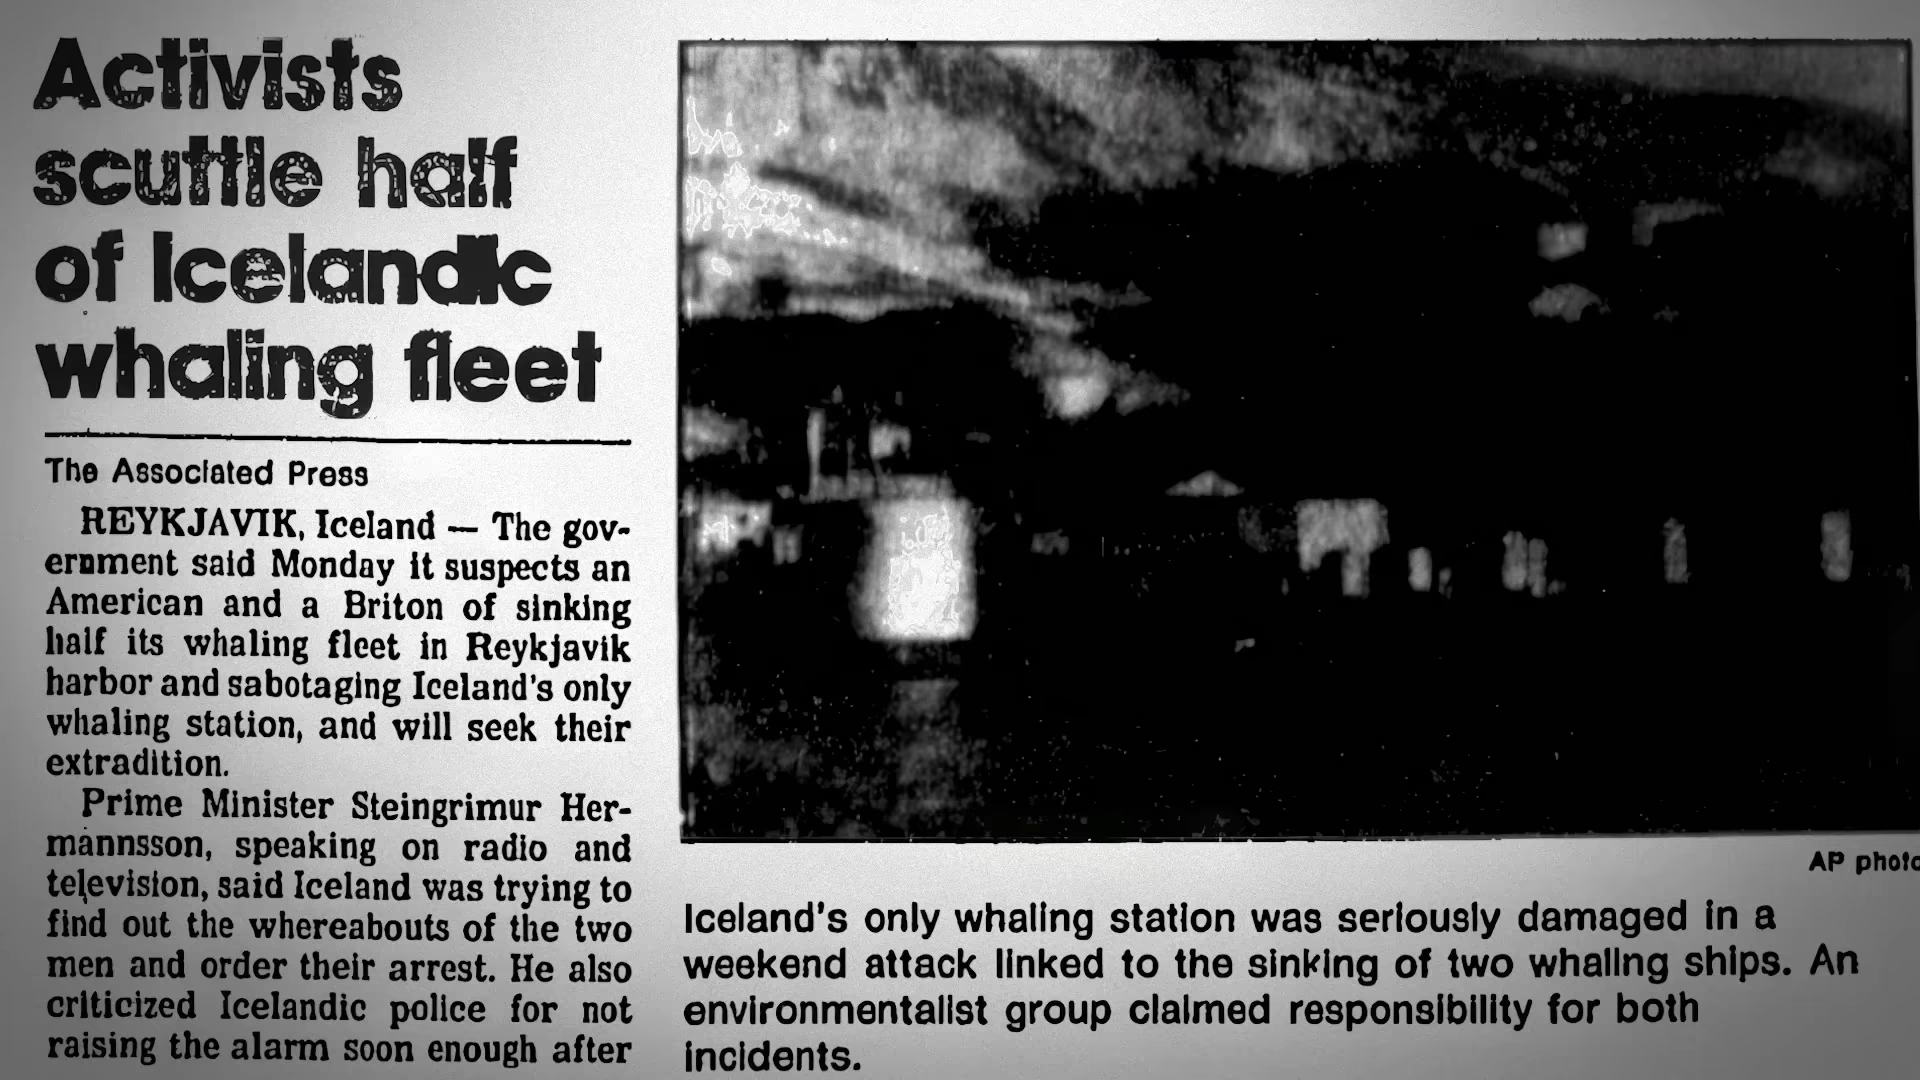 Activists
scuttle half
of Icelandic
whaling fleet
The Associated Press
REYKJAVIK, Iceland — The gov-
ernment said Monday it suspects an
American and a Briton of sinking
half its whaling fleet in Reykjavik
harbor and sabotaging Iceland's only
whaling station, and will seek their
extradition.
Prime Minister Steingrimur Her-
mannsson, speaking on radio and
television, said Iceland was trying to
find out the whereabouts of the two
men and order their arrest. He also
criticized Icelandic police for not
raising the alarm soon enough after
AP photo
Iceland's only whaling station was seriously damaged in a
weekend attack linked to the sinking of two whaling ships. An
environmentalist group claimed responsibility for both
incidents.